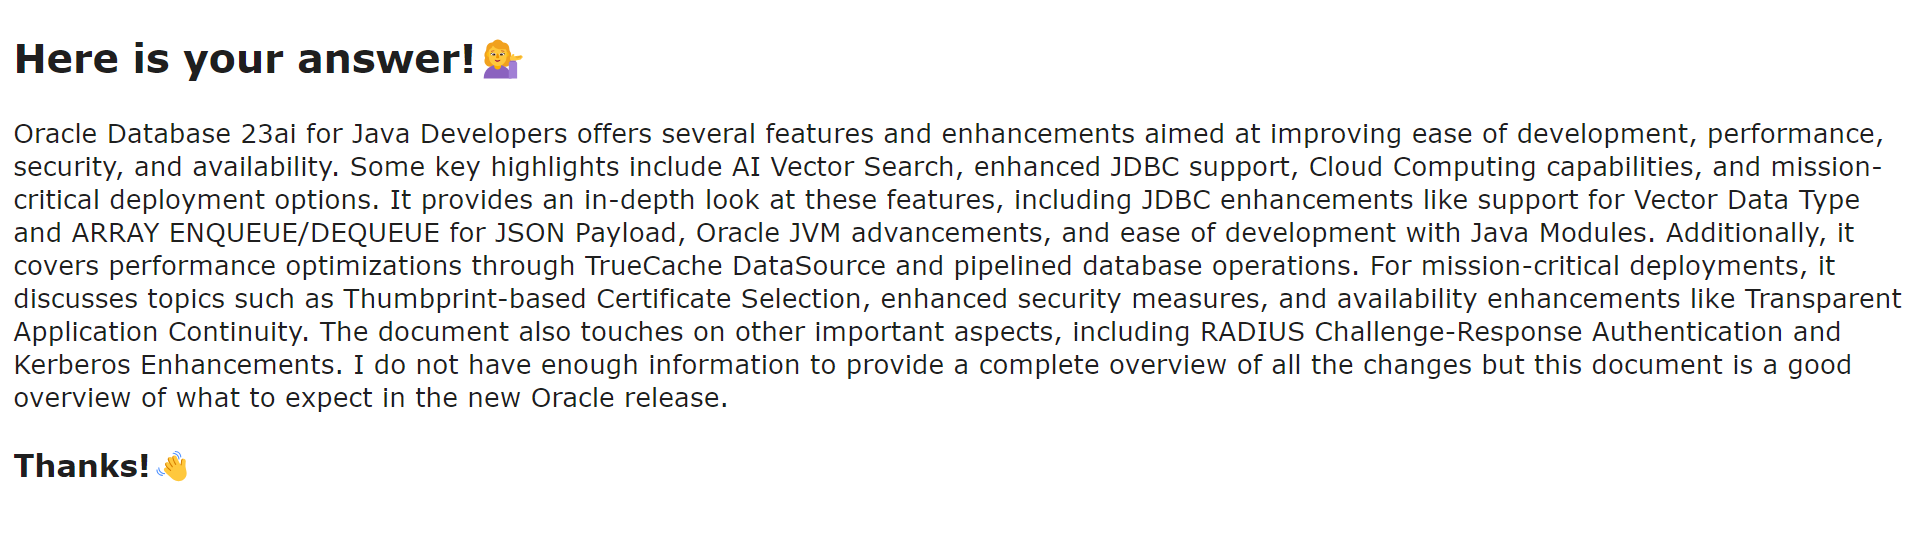 Here is your answer!💁
Oracle Database 23ai for Java Developers offers several features and enhancements aimed at improving ease of development, performance,
security, and availability. Some key highlights include AI Vector Search, enhanced JDBC support, Cloud Computing capabilities, and mission-
critical deployment options. It provides an in-depth look at these features, including JDBC enhancements like support for Vector Data Type
and ARRAY ENQUEUE/DEQUEUE for JSON Payload, Oracle JVM advancements, and ease of development with Java Modules. Additionally, it
covers performance optimizations through TrueCache DataSource and pipelined database operations. For mission-critical deployments, it
discusses topics such as Thumbprint-based Certificate Selection, enhanced security measures, and availability enhancements like Transparent
Application Continuity. The document also touches on other important aspects, including RADIUS Challenge-Response Authentication and
Kerberos Enhancements. I do not have enough information to provide a complete overview of all the changes but this document is a good
overview of what to expect in the new Oracle release.
Thanks!👋